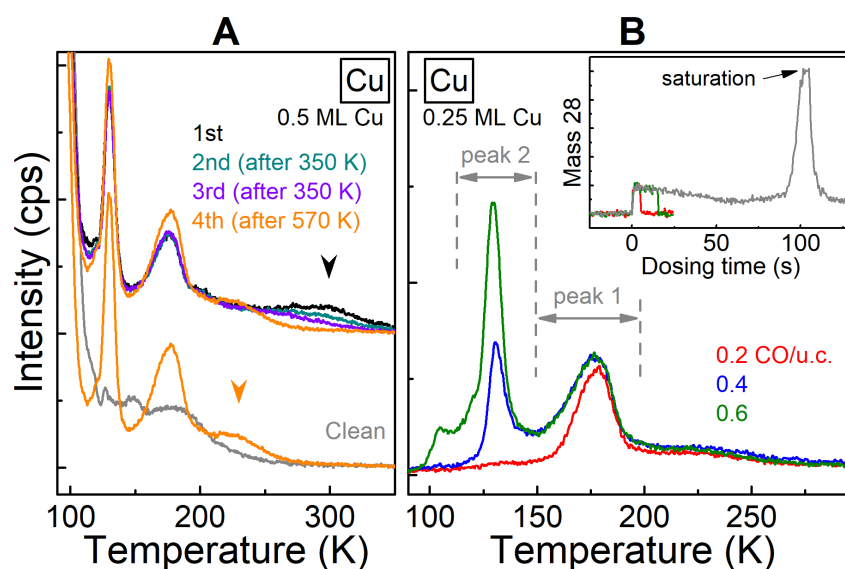 A
Cu
0.5 ML Cu
1st
2nd (after 350 K)
3rd (after 350 K)
4th (after 570 K)
Clean
Intensity (cps)
100
200
300
Temperature (K)
B
Cu
0.25 ML Cu
peak 2
peak 1
0.2 CO/u.c.
0.4
0.6
saturation
Mass 28
0
50
100
Dosing time (s)
100
150
200
250
Temperature (K)